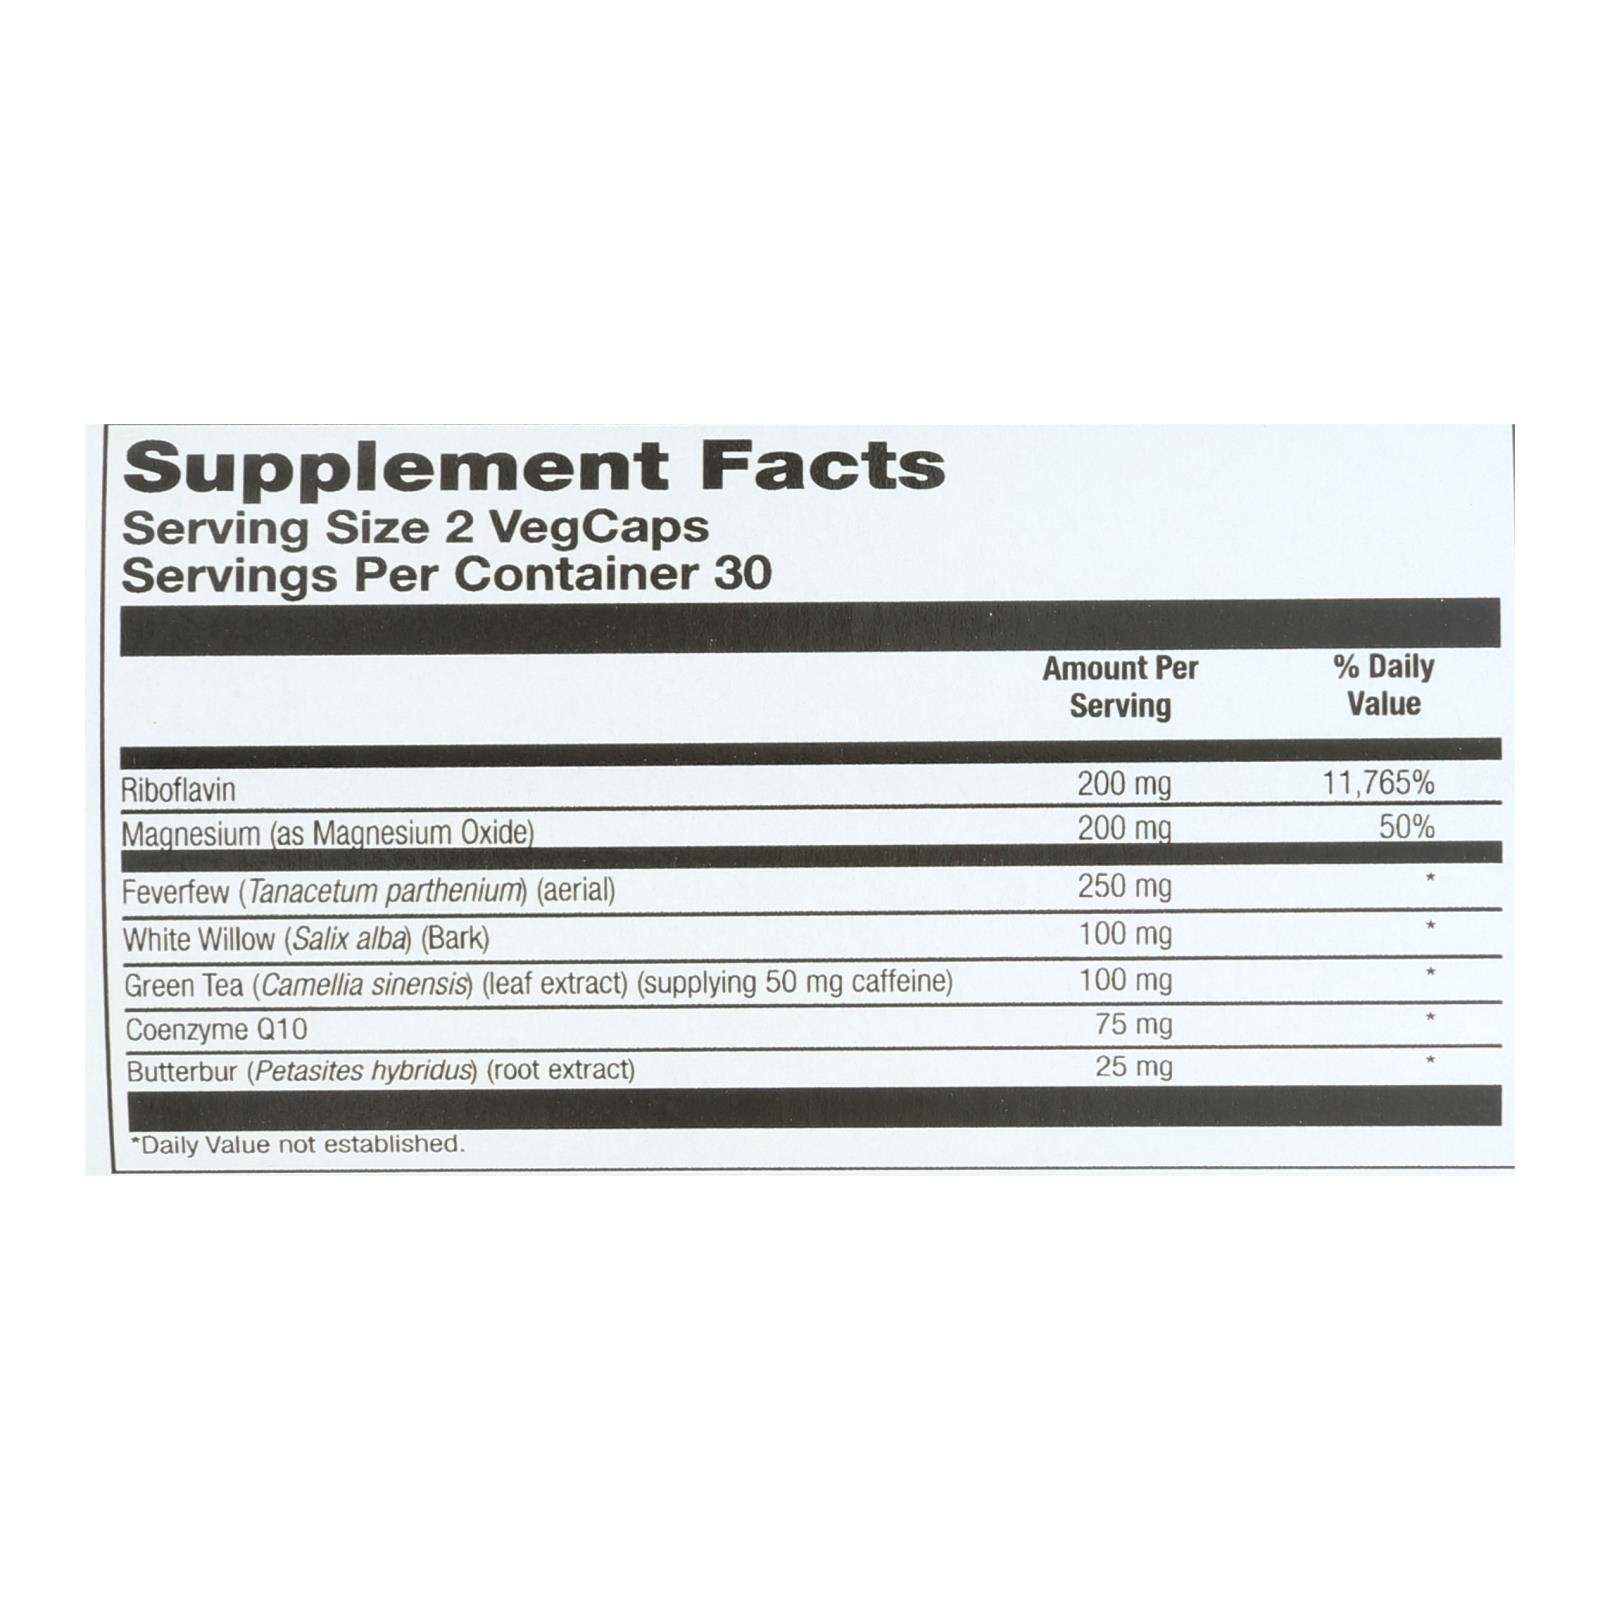 Supplement Facts
Serving Size 2 VegCaps
Servings Per Container 30
Amount Per Serving % Daily Value
Riboflavin 200 mg 11,765%
Magnesium (as Magnesium Oxide) 200 mg 50%
Feverfew (Tanacetum parthenium) (aerial) 250 mg *
White Willow (Salix alba) (Bark) 100 mg *
Green Tea (Camellia sinensis) (leaf extract) (supplying 50 mg caffeine) 100 mg *
Coenzyme Q10 75 mg *
Butterbur (Petasites hybridus) (root extract) 25 mg *
*Daily Value not established.